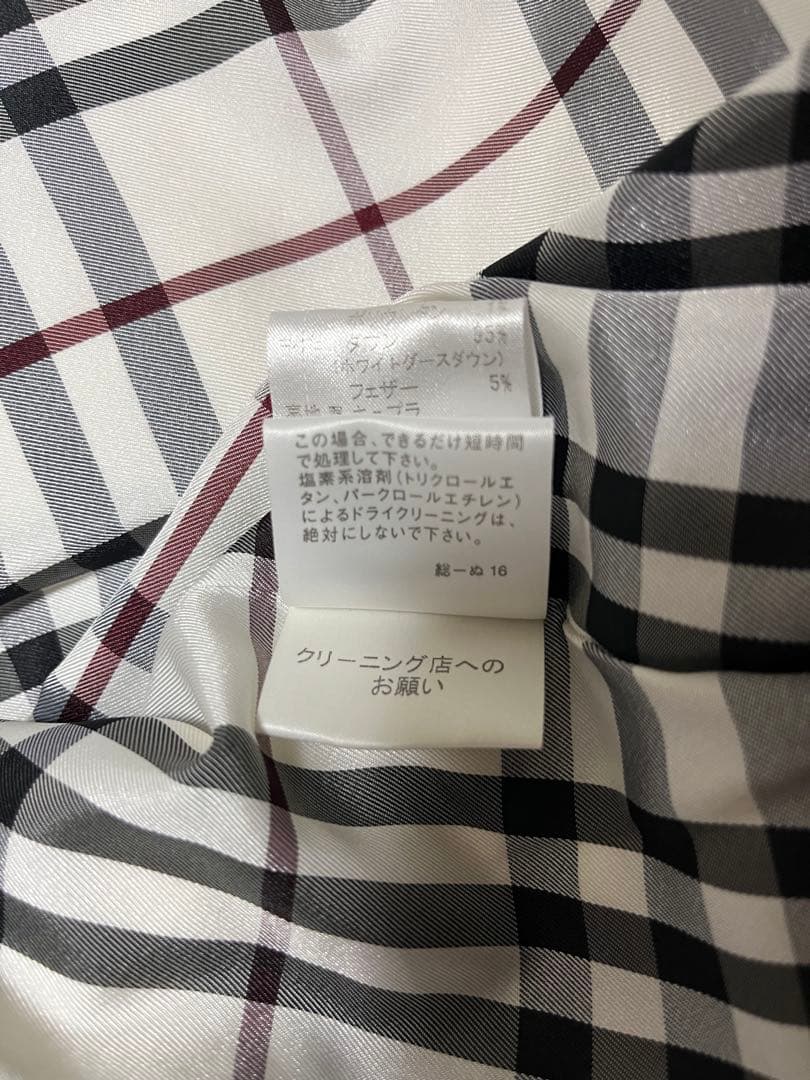 ダウン 95%
(ホワイトグースダウン)
フェザー 5%
この場合、できるだけ短時間
で処理して下さい。
塩素系溶剤(トリクロールエ
タン、パークロールエチレン)
によるドライクリーニングは、
絶対にしないで下さい。
総ーぬ 16
クリーニング店への
お願い